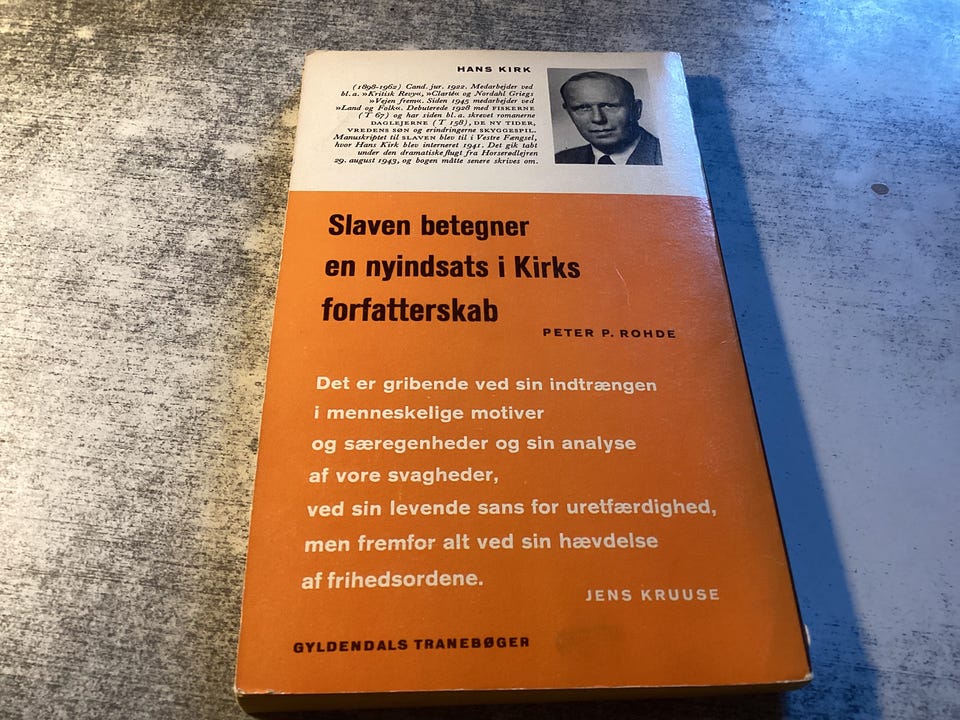 HANS KIRK
(1898-1962) Cand. jur. 1922. Medarbejder ved
bl. a. »Kritisk Revy«, »Clarté« og Nordahl Griegs
»Vejen frem«. Siden 1945 medarbejder ved
»Land og Folk«. Debuterede 1928 med FISKERNE
(T 67) og har siden bl. a. skrevet romanerne
DAGLEJERNE (T 158), DE NY TIDER,
VREDENS SØN og erindringerne SKYGGESPIL.
Manuskriptet til SLAVEN blev til i Vestre Fængsel,
hvor Hans Kirk blev interneret 1941. Det gik tabt
under den dramatiske flugt fra Horserødlejren
29. august 1943, og bogen måtte senere skrives om.
Slaven betegner
en nyindsats i Kirks
forfatterskab
PETER P. ROHDE
Det er gribende ved sin indtrængen
i menneskelige motiver
og særegenheder og sin analyse
af vore svagheder,
ved sin levende sans for uretfærdighed,
men fremfor alt ved sin hævdelse
af frihedsordene.
JENS KRUUSE
GYLDENDALS TRANEBØGER